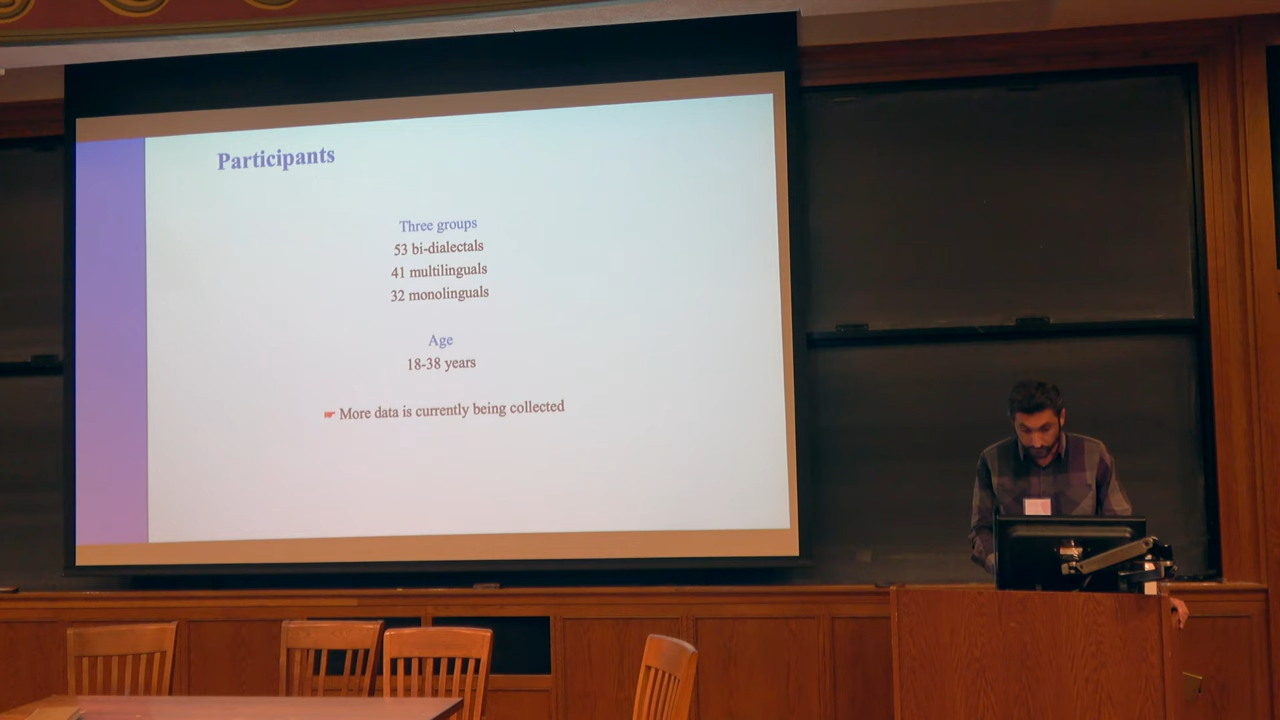 Participants
Three groups
53 bi-dialectals
41 multilinguals
32 monolinguals
Age
18-38 years
☛ More data is currently being collected